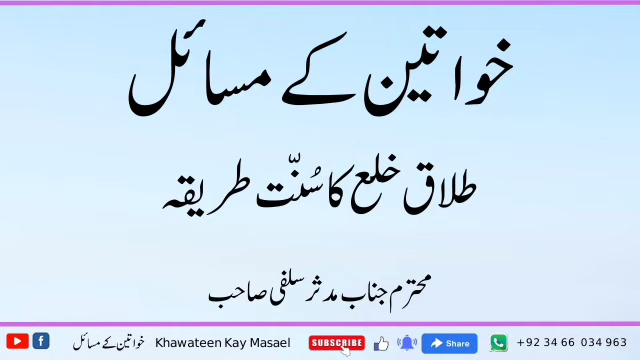 خواتین کے مسائل
طلاق خلع کا سُنّت طریقہ
محترم جناب مدثر سلفی صاحب
خواتین کے مسائل Khawateen Kay Masael SUBSCRIBE Share +92 34 66 034 963